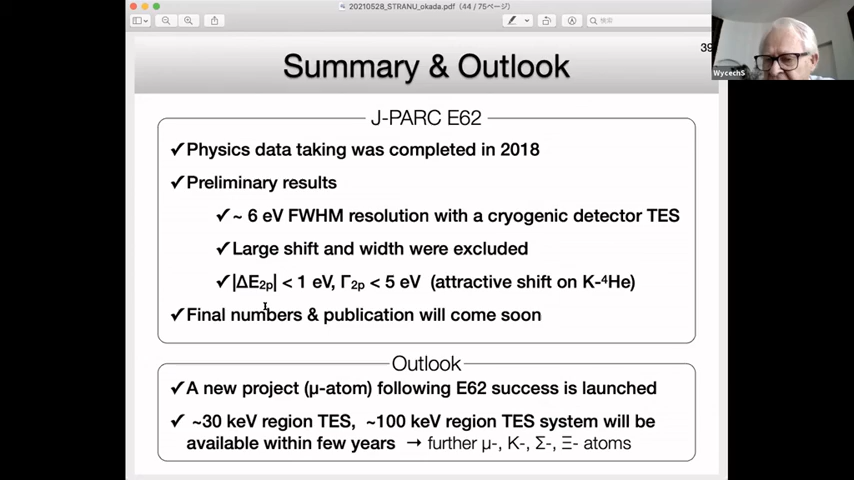 20210528_STRANU_okada.pdf (44 / 75ページ)
検索
39
WycechS
Summary & Outlook
J-PARC E62
✓Physics data taking was completed in 2018
✓Preliminary results
✓~ 6 eV FWHM resolution with a cryogenic detector TES
✓Large shift and width were excluded
✓|ΔE2p| < 1 eV, Γ2p < 5 eV (attractive shift on K-⁴He)
✓Final numbers & publication will come soon
Outlook
✓A new project (μ-atom) following E62 success is launched
✓ ~30 keV region TES, ~100 keV region TES system will be
available within few years → further μ-, K-, Σ-, Ξ- atoms